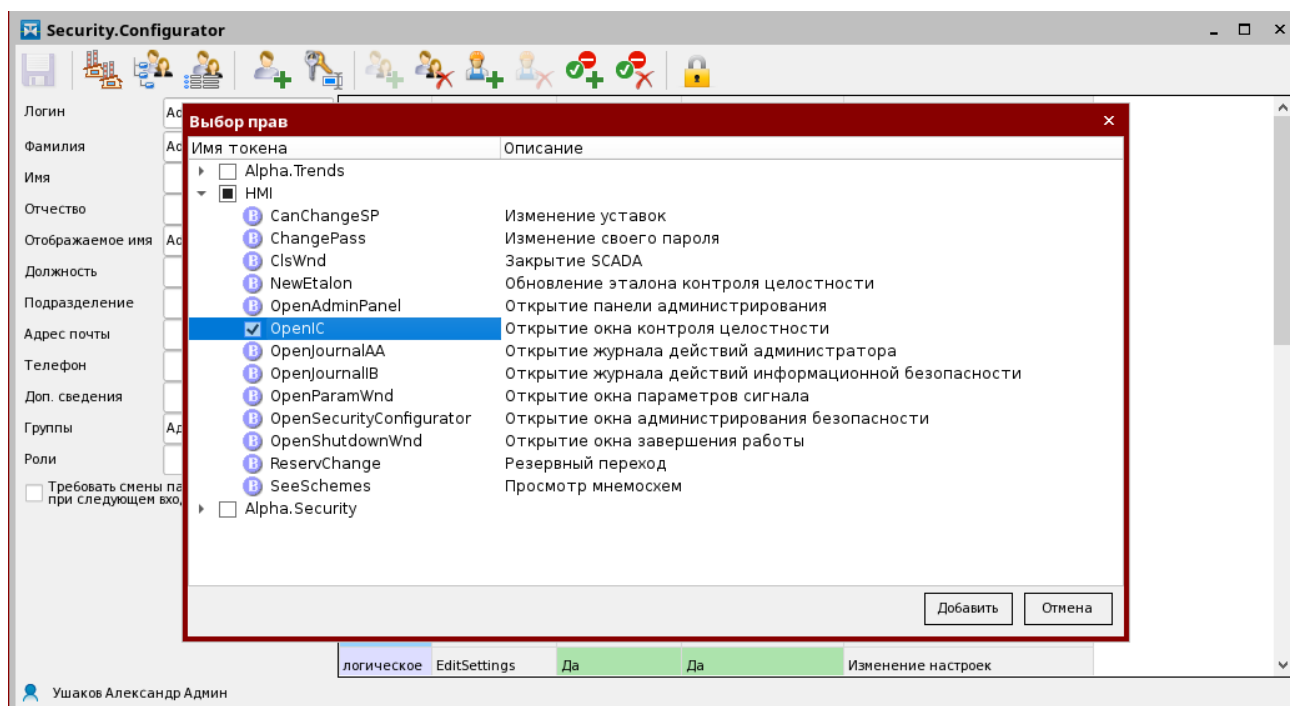 Security.Configurator
Логин
Фамилия
Имя
Отчество
Отображаемое имя
Должность
Подразделение
Адрес почты
Телефон
Доп. сведения
Группы
Роли
Требовать смены
при следующем
Выбор прав
Имя токена Описание
Alpha.Trends
HMI
CanChangeSP Изменение уставок
ChangePass Изменение своего пароля
ClsWnd Закрытие SCADA
NewEtalon Обновление эталона контроля целостности
OpenAdminPanel Открытие панели администрирования
OpenIC Открытие окна контроля целостности
OpenJournalAA Открытие журнала действий администратора
OpenJournalIB Открытие журнала действий информационной безопасности
OpenParamWnd Открытие окна параметров сигнала
OpenSecurityConfigurator Открытие окна администрирования безопасности
OpenShutdownWnd Открытие окна завершения работы
ReservChange Резервный переход
SeeSchemes Просмотр мнемосхем
Alpha.Security
Добавить Отмена
логическое EditSettings Да Да Изменение настроек
Ушаков Александр Админ